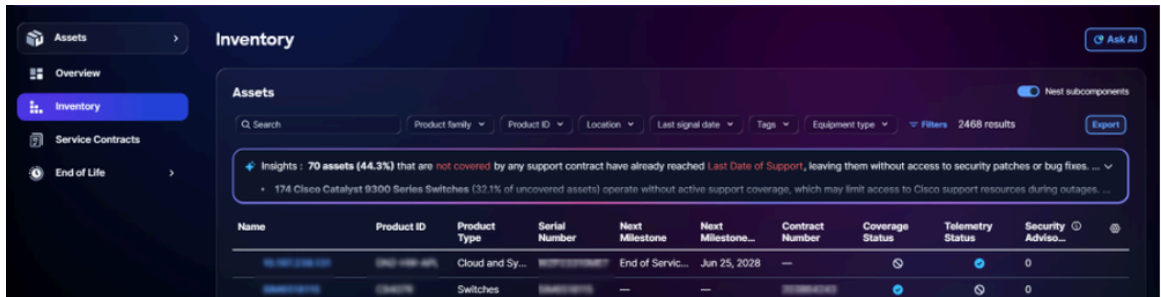 Assets
Inventory
Ask AI
Overview
Inventory
Service Contracts
End of Life
Assets
Nest subcomponents
Search
Product family
Product ID
Location
Last signal date
Tags
Equipment type
Filters
2468 results
Export
Insights : 70 assets (44.3%) that are not covered by any support contract have already reached Last Date of Support, leaving them without access to security patches or bug fixes. ...
• 174 Cisco Catalyst 9300 Series Switches (32.1% of uncovered assets) operate without active support coverage, which may limit access to Cisco support resources during outages. ...
Name
Product ID
Product Type
Serial Number
Next Milestone
Next Milestone...
Contract Number
Coverage Status
Telemetry Status
Security Adviso...
Cloud and Sy...
End of Servic...
Jun 25, 2028
—
0
Switches
—
—
0